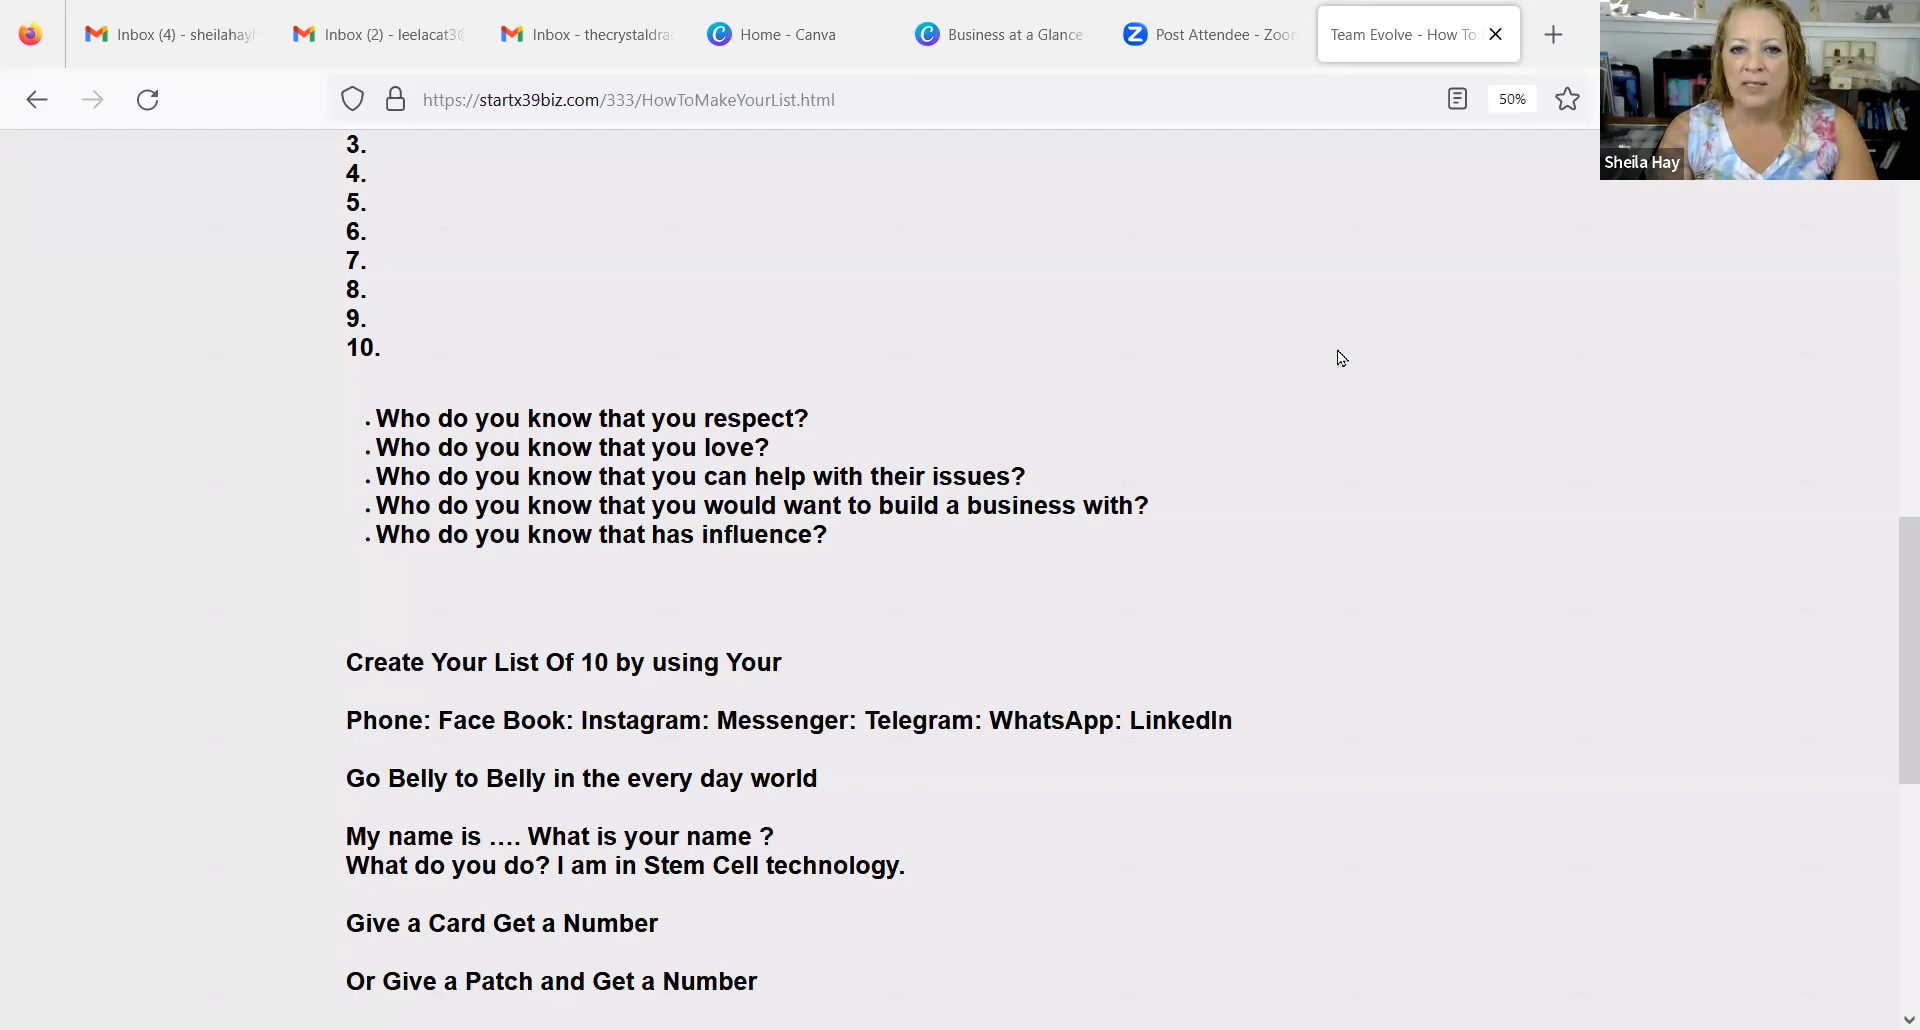 Inbox (4) - sheilahay
Inbox (2) - leelacat3
Inbox - thecrystaldra
Home - Canva
Business at a Glance
Post Attendee - Zoo
Team Evolve - How To
https://startx39biz.com/333/HowToMakeYourList.html
50%
Sheila Hay
3.
4.
5.
6.
7.
8.
9.
10.
• Who do you know that you respect?
• Who do you know that you love?
• Who do you know that you can help with their issues?
• Who do you know that you would want to build a business with?
• Who do you know that has influence?
Create Your List Of 10 by using Your
Phone: Face Book: Instagram: Messenger: Telegram: WhatsApp: LinkedIn
Go Belly to Belly in the every day world
My name is …. What is your name ?
What do you do? I am in Stem Cell technology.
Give a Card Get a Number
Or Give a Patch and Get a Number